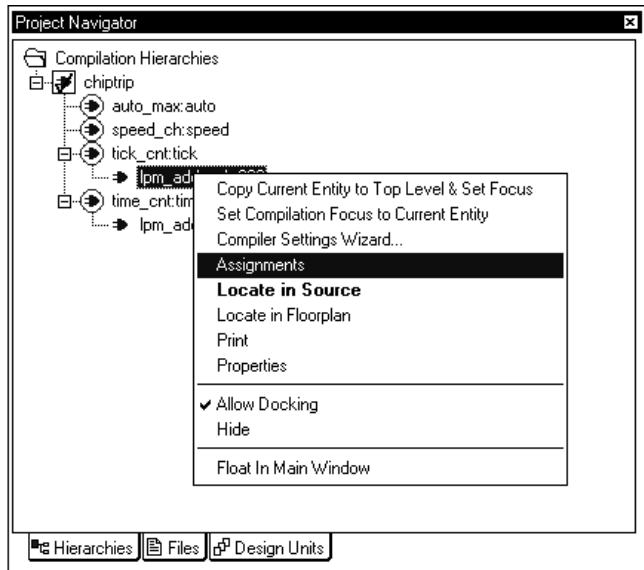 Project Navigator
Compilation Hierarchies
chiptrip
auto_max:auto
speed_ch:speed
tick_cnt:tick
Copy Current Entity to Top Level & Set Focus
Set Compilation Focus to Current Entity
Compiler Settings Wizard...
Assignments
Locate in Source
Locate in Floorplan
Print
Properties
Allow Docking
Hide
Float In Main Window
Hierarchies Files Design Units